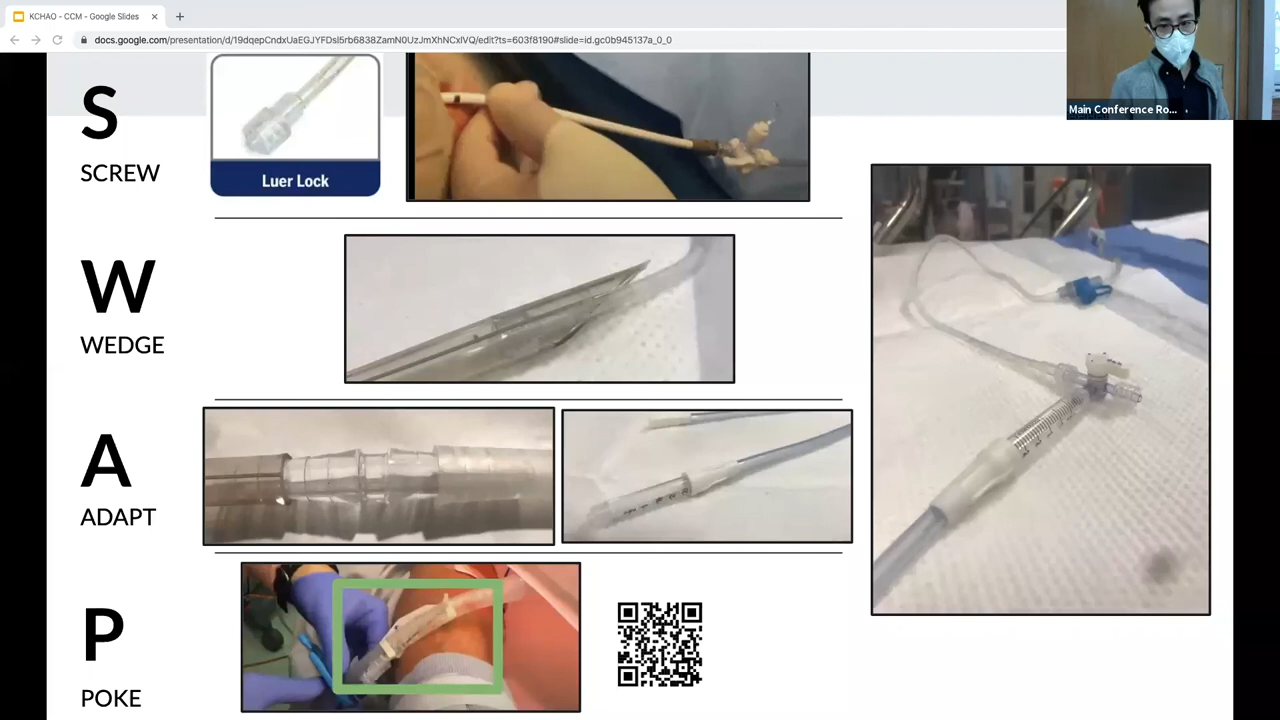 KCHAO - CCM - Google Slides
docs.google.com/presentation/d/19dqepCndxUaEGJYFDsI5rb6838ZamN0UzJmXhNCxIVQ/edit?ts=603f8190#slide=id.gc0b945137a_0_0
Main Conference Ro...
S
SCREW
Luer Lock
W
WEDGE
A
ADAPT
P
POKE